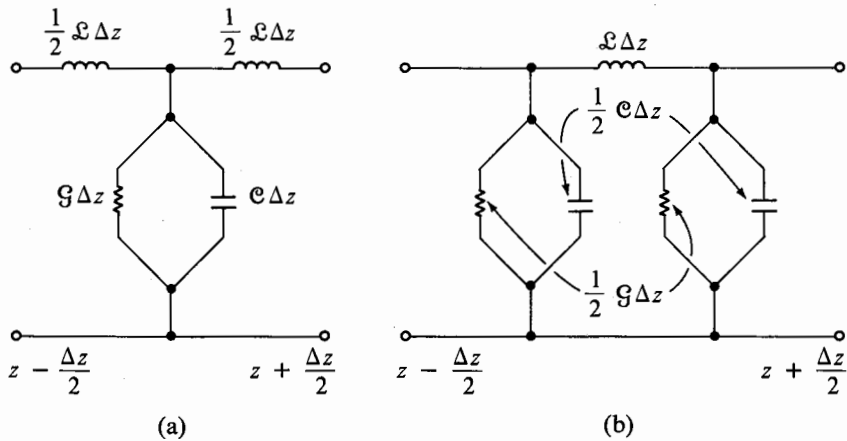 1/2 ℒΔz
1/2 ℒΔz
𝒢Δz
𝒞Δz
z − Δz/2
z + Δz/2
(a)
ℒΔz
1/2 𝒞Δz
1/2 𝒢Δz
z − Δz/2
z + Δz/2
(b)